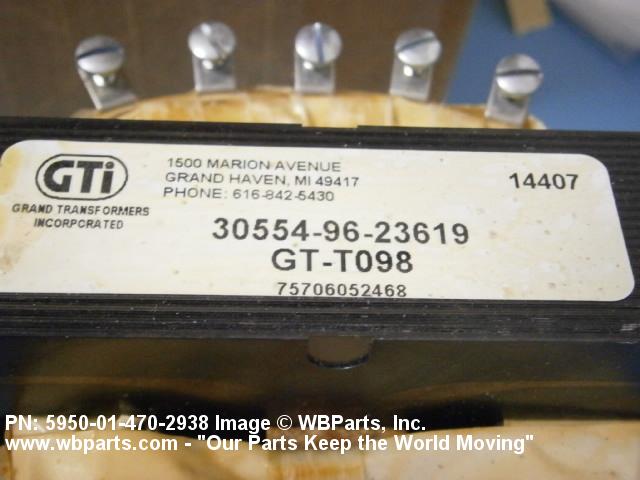 GTi
GRAND TRANSFORMERS
INCORPORATED
1500 MARION AVENUE
GRAND HAVEN, MI 49417
PHONE: 616-842-5430
14407
30554-96-23619
GT-T098
75706052468
PN: 5950-01-470-2938 Image © WBParts, Inc.
www.wbparts.com - "Our Parts Keep the World Moving"